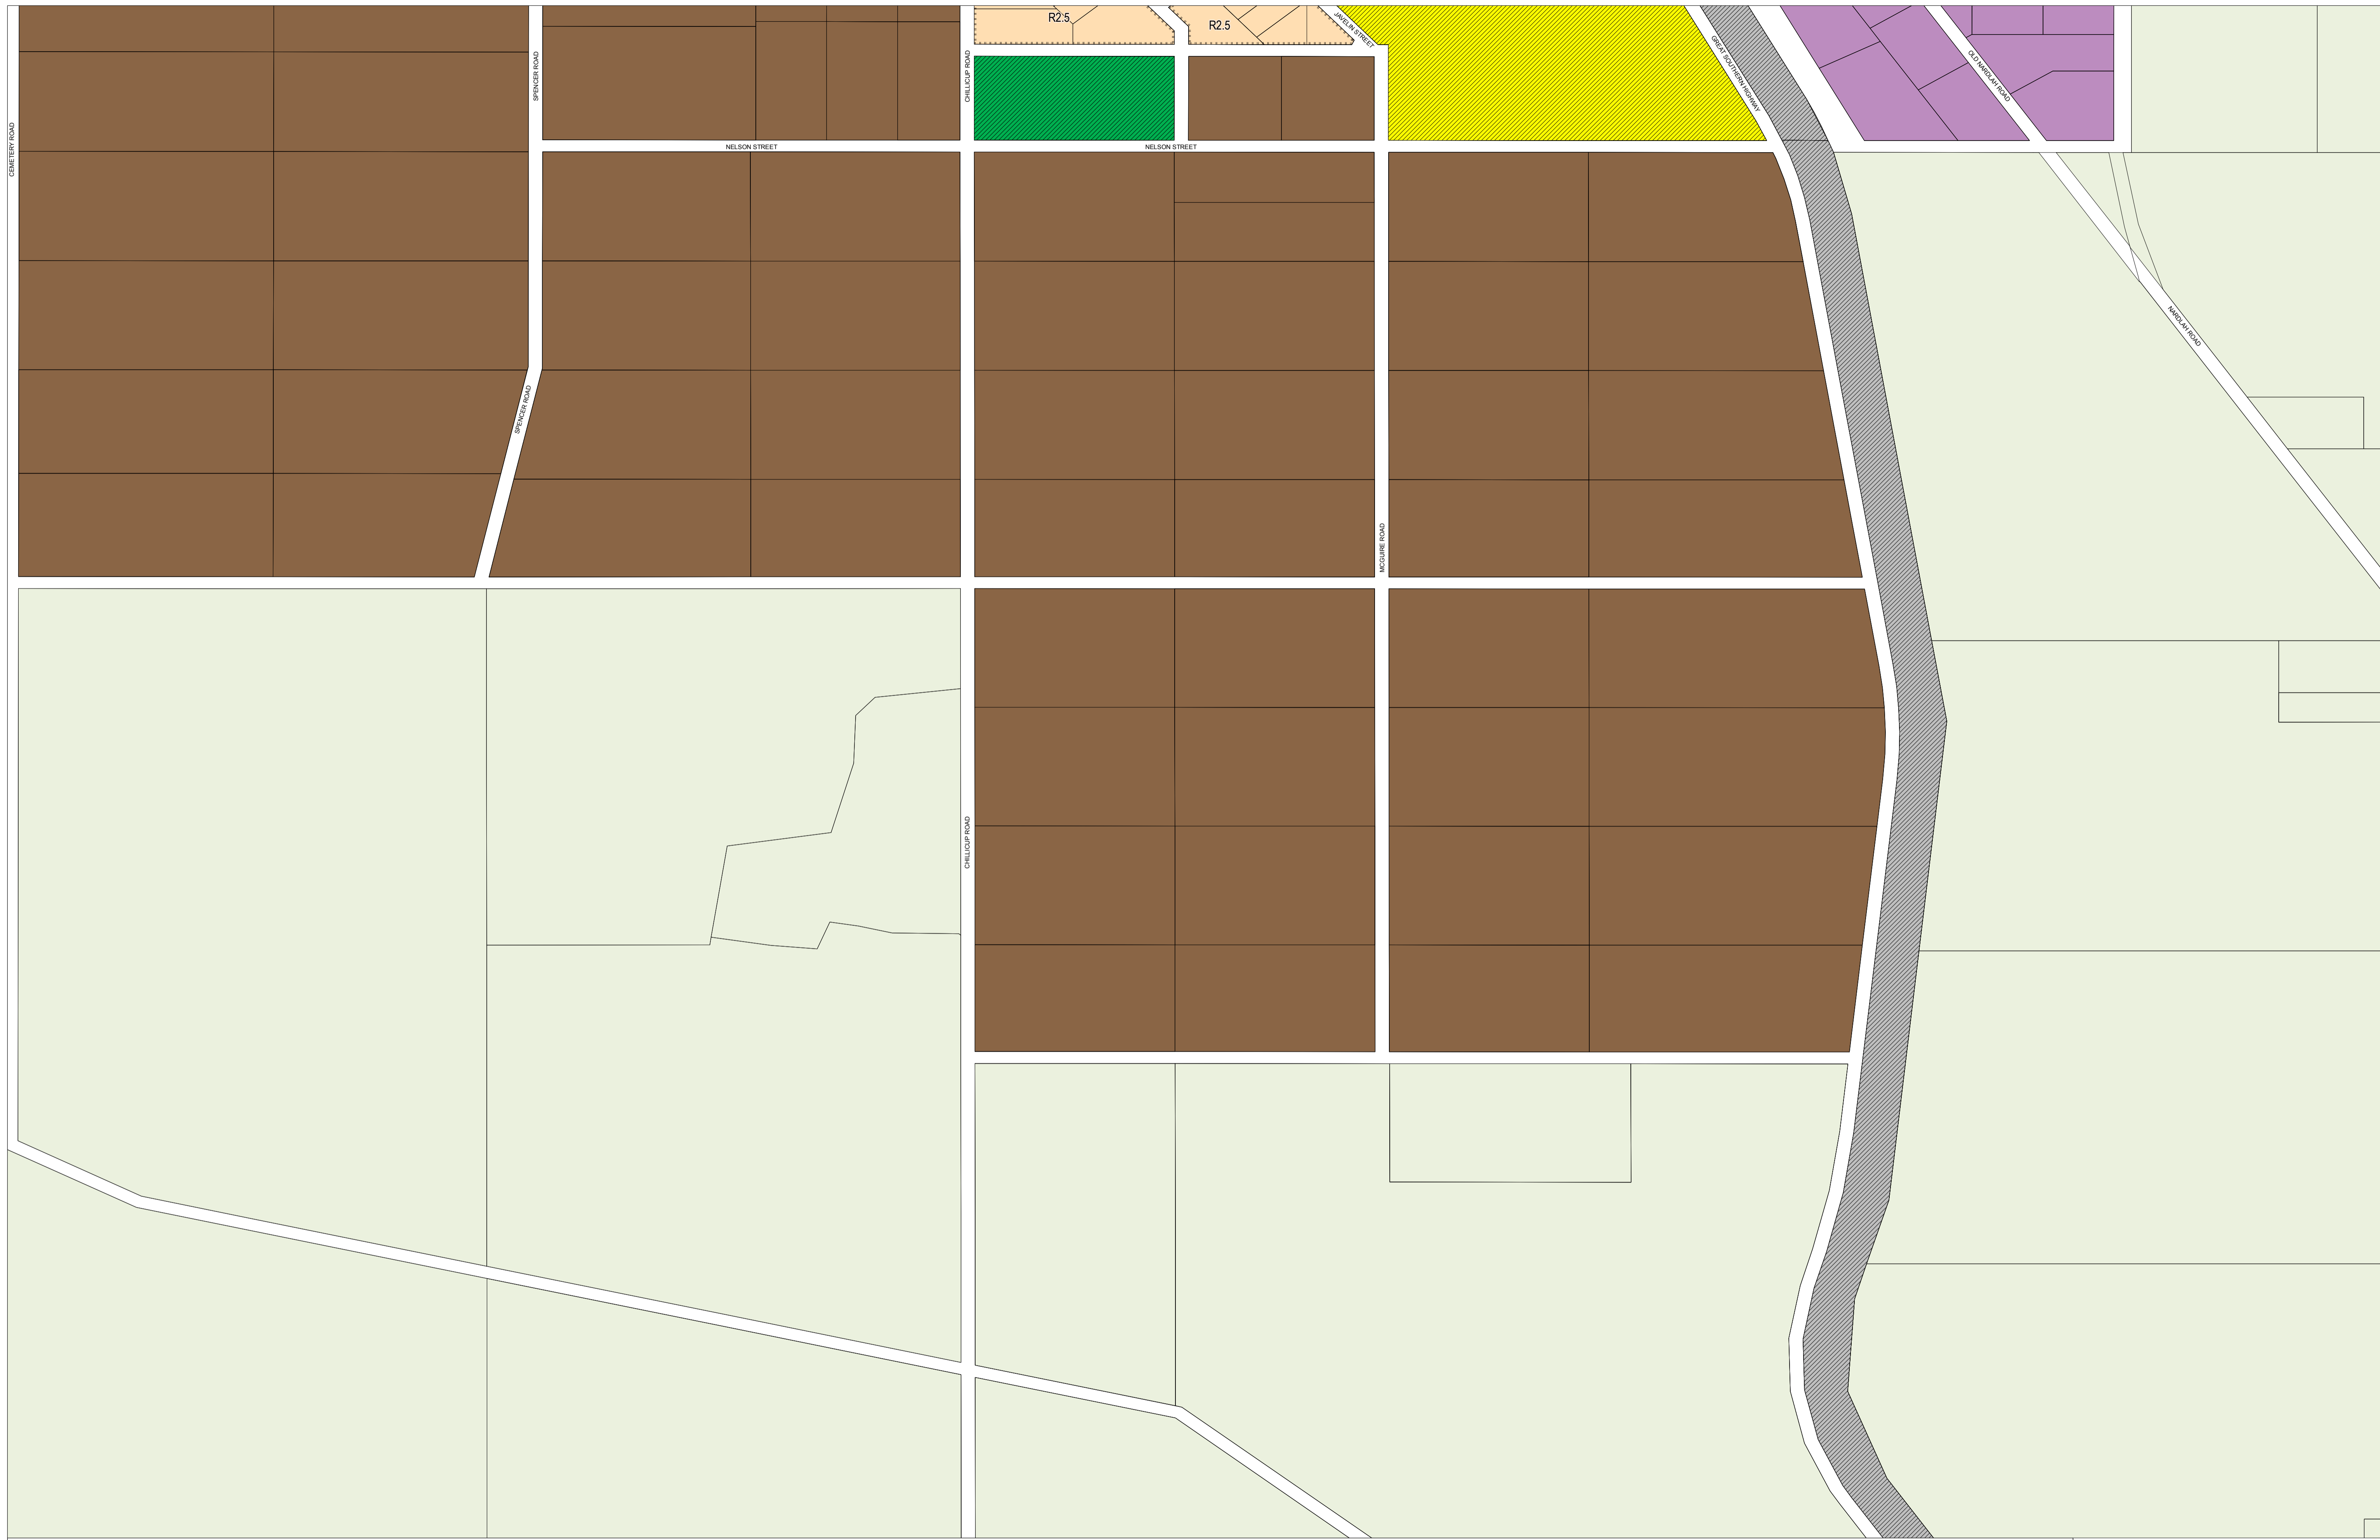 R2.5
R2.5
JAVELIN STREET
GREAT SOUTHERN HIGHWAY
OLD NARDLAH ROAD
SPENCER ROAD
CHILLICUP ROAD
CEMETERY ROAD
NELSON STREET
NELSON STREET
NARDLAH ROAD
SPENCER ROAD
MCGUIRE ROAD
CHILLICUP ROAD